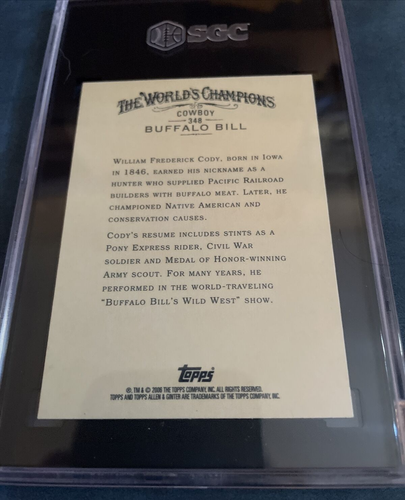 SGC
THE WORLD'S CHAMPIONS
COWBOY
348
BUFFALO BILL
WILLIAM FREDERICK CODY, BORN IN IOWA
IN 1846, EARNED HIS NICKNAME AS A
HUNTER WHO SUPPLIED PACIFIC RAILROAD
BUILDERS WITH BUFFALO MEAT. LATER, HE
CHAMPIONED NATIVE AMERICAN AND
CONSERVATION CAUSES.
CODY'S RESUME INCLUDES STINTS AS A
PONY EXPRESS RIDER, CIVIL WAR
SOLDIER AND MEDAL OF HONOR-WINNING
ARMY SCOUT. FOR MANY YEARS, HE
PERFORMED IN THE WORLD-TRAVELING
"BUFFALO BILL'S WILD WEST" SHOW.
TOPPS
®, TM & © 2006 THE TOPPS COMPANY, INC. ALL RIGHTS RESERVED.
TOPPS AND TOPPS ALLEN & GINTER ARE TRADEMARKS OF THE TOPPS COMPANY, INC.